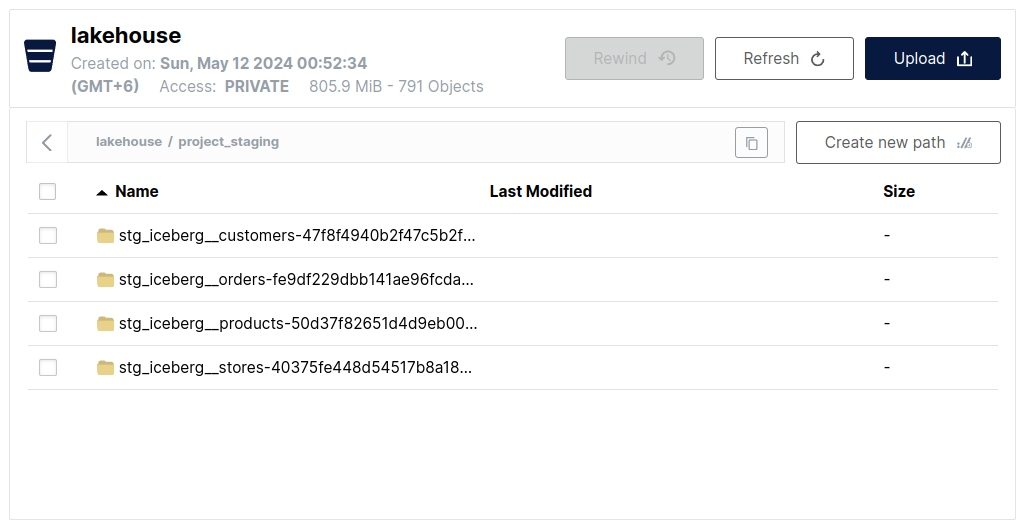 lakehouse
Created on: Sun, May 12 2024 00:52:34
(GMT+6) Access: PRIVATE 805.9 MiB - 791 Objects
Rewind Refresh Upload
lakehouse / project_staging
Create new path
Name Last Modified Size
stg_iceberg__customers-47f8f4940b2f47c5b2f... -
stg_iceberg__orders-fe9df229dbb141ae96fcda... -
stg_iceberg__products-50d37f82651d4d9eb00... -
stg_iceberg__stores-40375fe448d54517b8a18... -